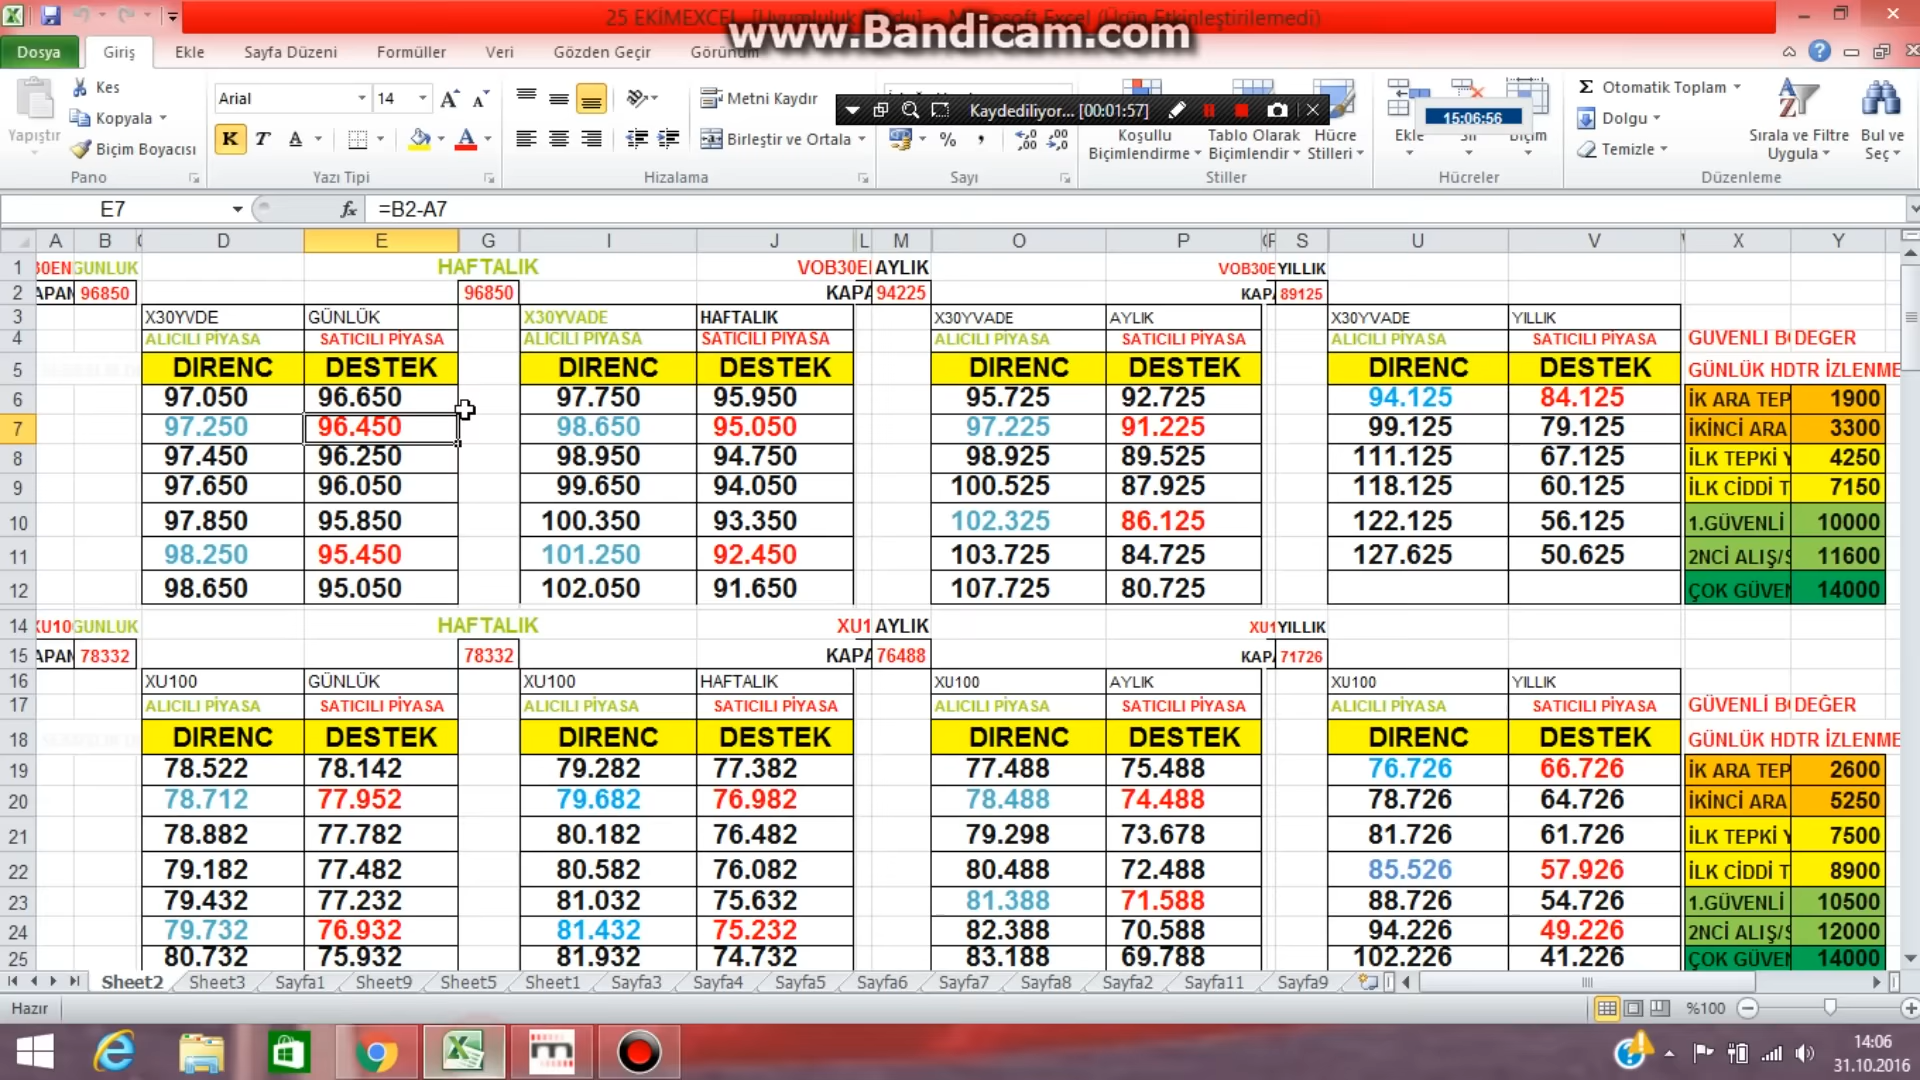 25 EKİMEXCEL [Uyumluluk Modu] - Microsoft Excel (Ürün Etkinleştirilemedi)
www.Bandicam.com
Dosya Giriş Ekle Sayfa Düzeni Formüller Veri Gözden Geçir Görünüm
Yapıştır Kes Kopyala Biçim Boyacısı
Arial 14
K T A
Metni Kaydır
Birleştir ve Ortala
Kaydediliyor... [00:01:57]
Koşullu Biçimlendirme Tablo Olarak Biçimlendir Hücre Stilleri
Ekle Sil Biçim
15:06:56
Otomatik Toplam
Dolgu
Temizle
Sırala ve Filtre Uygula Bul ve Seç
Pano Yazı Tipi Hizalama Sayı Stiller Hücreler Düzenleme
E7 fx =B2-A7
A B D E G I J L M O P S U V X Y
1 30EN GUNLUK HAFTALIK VOB30E AYLIK VOB30E YILLIK
2 APAN 96850 96850 KAPA 94225 KAPA 89125
3 X30YVDE GÜNLÜK X30YVADE HAFTALIK X30YVADE AYLIK X30YVADE YILLIK
4 ALICILI PİYASA SATICILI PİYASA ALICILI PİYASA SATICILI PİYASA ALICILI PİYASA SATICILI PİYASA ALICILI PİYASA SATICILI PİYASA GUVENLI B DEGER
5 DIRENC DESTEK DIRENC DESTEK DIRENC DESTEK DIRENC DESTEK GÜNLÜK HDTR İZLENME
6 97.050 96.650 97.750 95.950 95.725 92.725 94.125 84.125 İK ARA TEP 1900
7 97.250 96.450 98.650 95.050 97.225 91.225 99.125 79.125 İKİNCİ ARA 3300
8 97.450 96.250 98.950 94.750 98.925 89.525 111.125 67.125 İLK TEPKİ Y 4250
9 97.650 96.050 99.650 94.050 100.525 87.925 118.125 60.125 İLK CİDDİ T 7150
10 97.850 95.850 100.350 93.350 102.325 86.125 122.125 56.125 1.GÜVENLİ 10000
11 98.250 95.450 101.250 92.450 103.725 84.725 127.625 50.625 2NCİ ALIŞ/S 11600
12 98.650 95.050 102.050 91.650 107.725 80.725 ÇOK GÜVEN 14000
14 XU10 GUNLUK HAFTALIK XU1 AYLIK XU1 YILLIK
15 APAN 78332 78332 KAPA 76488 KAPA 71726
16 XU100 GÜNLÜK XU100 HAFTALIK XU100 AYLIK XU100 YILLIK
17 ALICILI PİYASA SATICILI PİYASA ALICILI PİYASA SATICILI PİYASA ALICILI PİYASA SATICILI PİYASA ALICILI PİYASA SATICILI PİYASA GÜVENLİ B DEĞER
18 DIRENC DESTEK DIRENC DESTEK DIRENC DESTEK DIRENC DESTEK GÜNLÜK HDTR İZLENME
19 78.522 78.142 79.282 77.382 77.488 75.488 76.726 66.726 İK ARA TEP 2600
20 78.712 77.952 79.682 76.982 78.488 74.488 78.726 64.726 İKİNCİ ARA 5250
21 78.882 77.782 80.182 76.482 79.298 73.678 81.726 61.726 İLK TEPKİ Y 7500
22 79.182 77.482 80.582 76.082 80.488 72.488 85.526 57.926 İLK CİDDİ T 8900
23 79.432 77.232 81.032 75.632 81.388 71.588 88.726 54.726 1.GÜVENLİ 10500
24 79.732 76.932 81.432 75.232 82.388 70.588 94.226 49.226 2NCİ ALIŞ/S 12000
25 80.732 75.932 81.932 74.732 83.188 69.788 102.226 41.226 ÇOK GÜVEN 14000
Sheet2 Sheet3 Sayfa1 Sheet9 Sheet5 Sheet1 Sayfa3 Sayfa4 Sayfa5 Sayfa6 Sayfa7 Sayfa8 Sayfa2 Sayfa11 Sayfa9
Hazır %100
14:06
31.10.2016